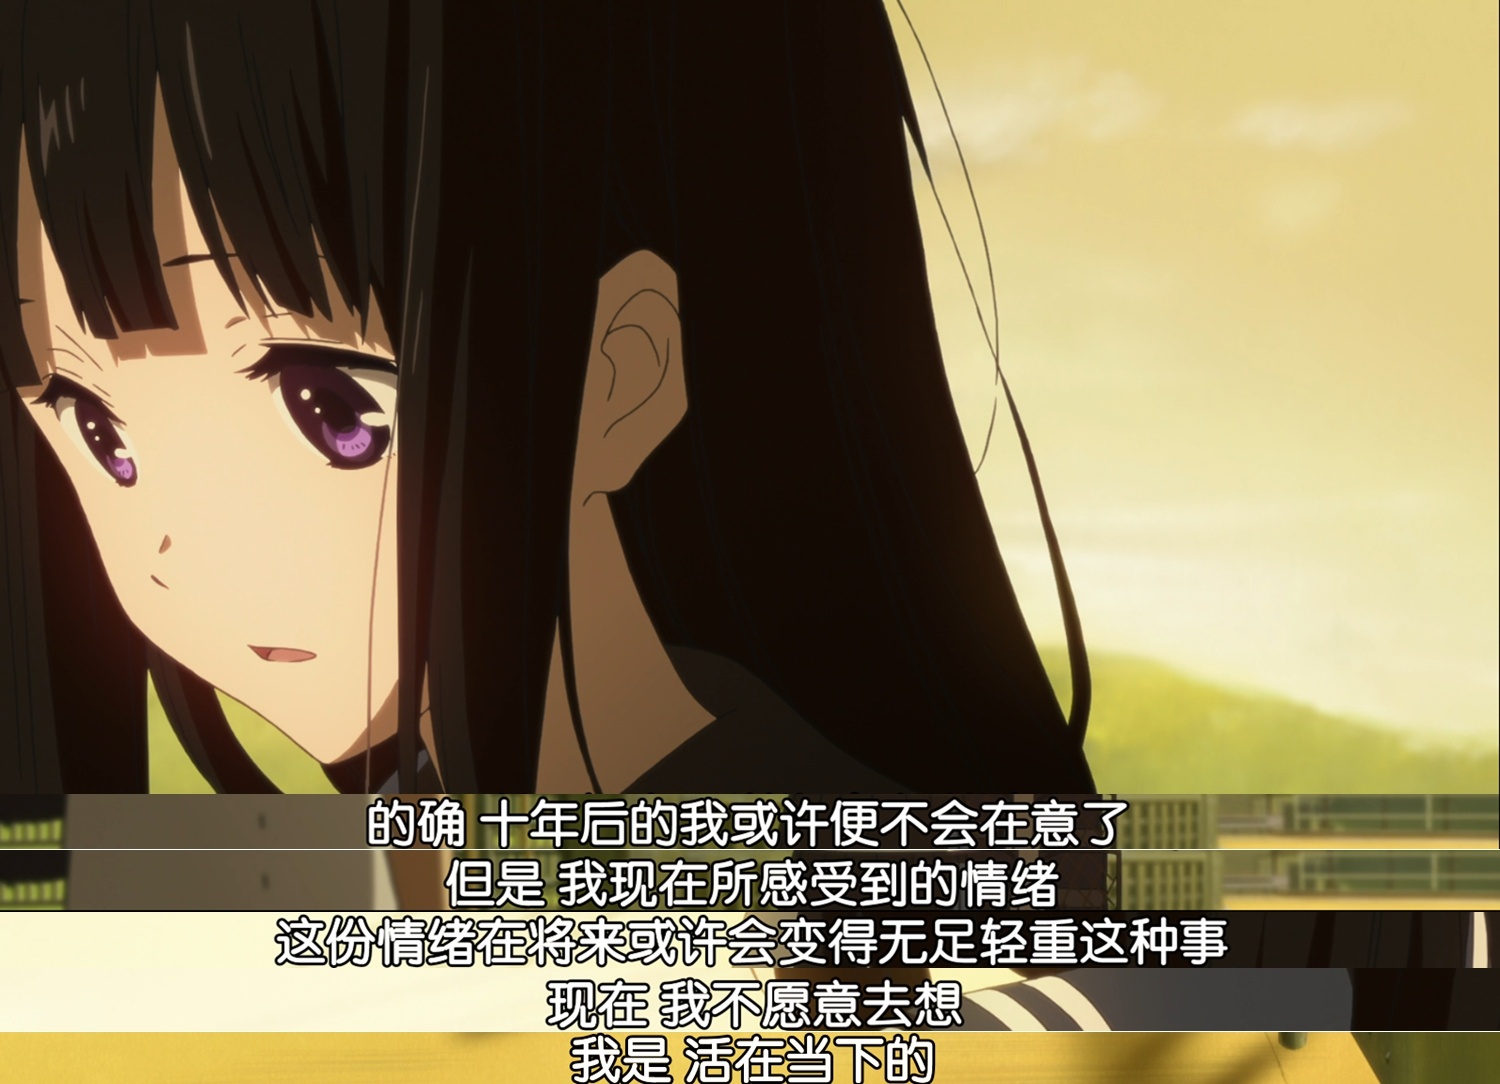 的确 十年后的我或许便不会在意了
但是 我现在所感受到的情绪
这份情绪在将来或许会变得无足轻重这种事
现在 我不愿意去想
我是 活在当下的